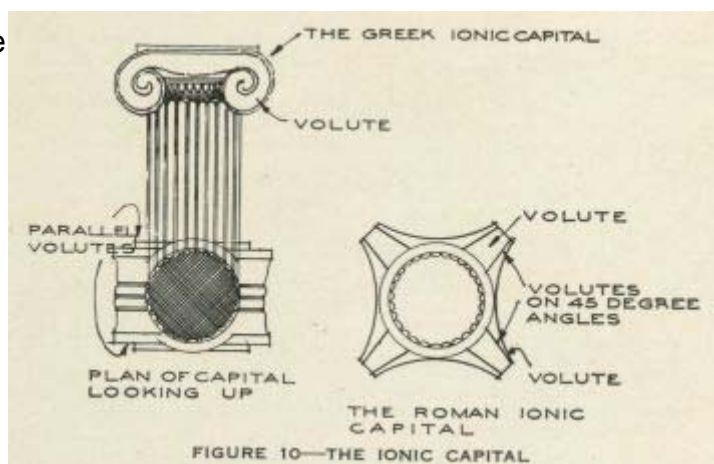 e
THE GREEK IONIC CAPITAL
VOLUTE
PARALLEL
VOLUTES
PLAN OF CAPITAL
LOOKING UP
VOLUTE
VOLUTES
ON 45 DEGREE
ANGLES
VOLUTE
THE ROMAN IONIC
CAPITAL
FIGURE 10—THE IONIC CAPITAL